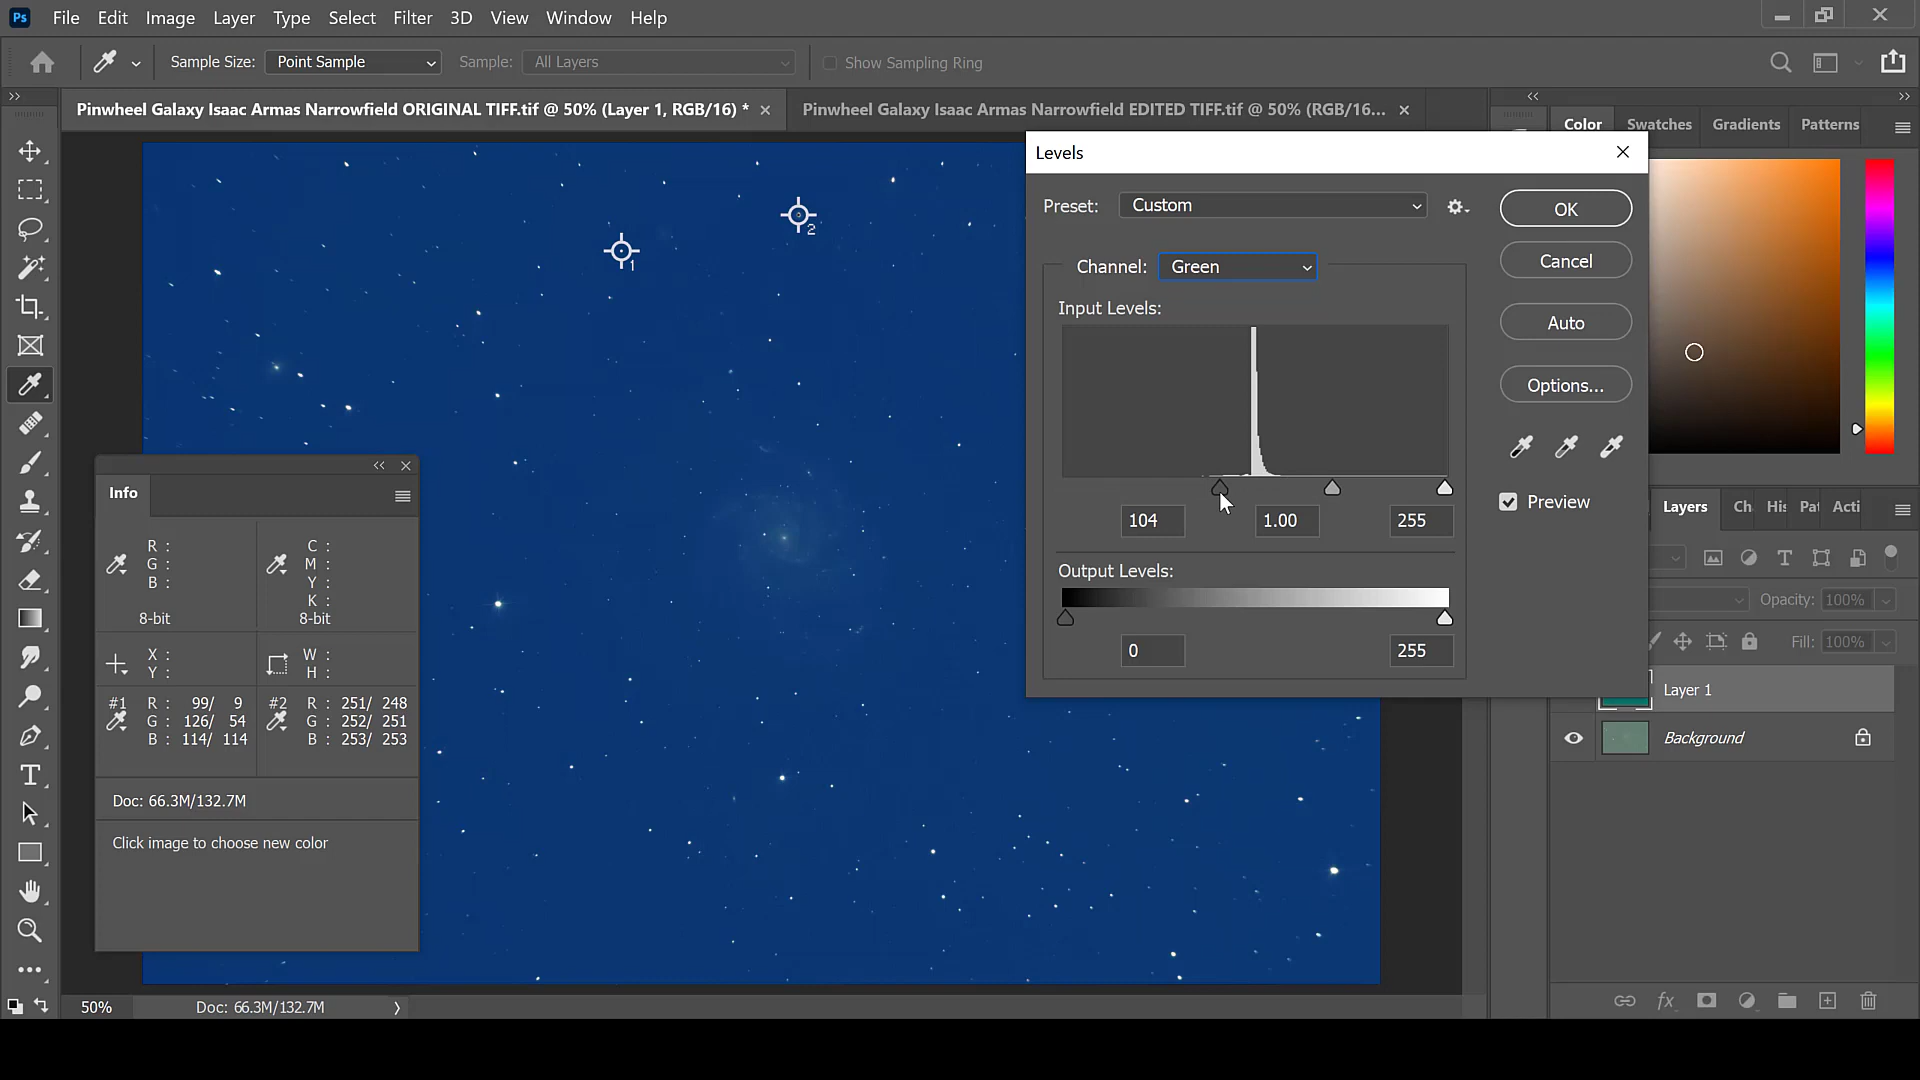 Ps File Edit Image Layer Type Select Filter 3D View Window Help
Sample Size: Point Sample Sample: All Layers Show Sampling Ring
Pinwheel Galaxy Isaac Armas Narrowfield ORIGINAL TIFF.tif @ 50% (Layer 1, RGB/16) *
Pinwheel Galaxy Isaac Armas Narrowfield EDITED TIFF.tif @ 50% (RGB/16...
Color Swatches Gradients Patterns
Levels
Preset: Custom
OK
Channel: Green
Cancel
Input Levels:
Auto
Options...
Preview
104 1.00 255
Output Levels:
0 255
1
2
Info
R :
G :
B :
8-bit
C :
M :
Y :
K :
8-bit
X :
Y :
W :
H :
#1 R : 99/ 9
G : 126/ 54
B : 114/ 114
#2 R : 251/ 248
G : 252/ 251
B : 253/ 253
Doc: 66.3M/132.7M
Click image to choose new color
Layers Ch His Pat Acti
Opacity: 100%
Fill: 100%
Layer 1
Background
50% Doc: 66.3M/132.7M